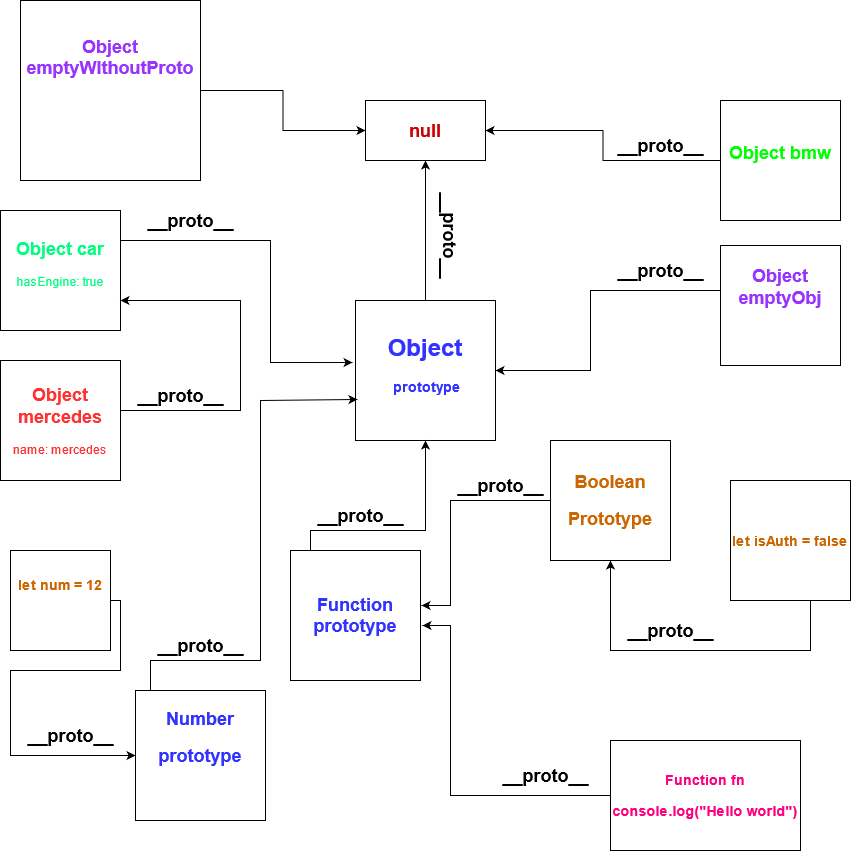 Object
emptyWIthoutProto
null
__proto__
Object bmw
__proto__
Object car
hasEngine: true
__proto__
__proto__
Object
emptyObj
Object
prototype
Object
mercedes
name: mercedes
__proto__
__proto__
__proto__
Boolean
Prototype
let isAuth = false
let num = 12
Function
prototype
__proto__
__proto__
Number
prototype
__proto__
__proto__
Function fn
console.log("Hello world")